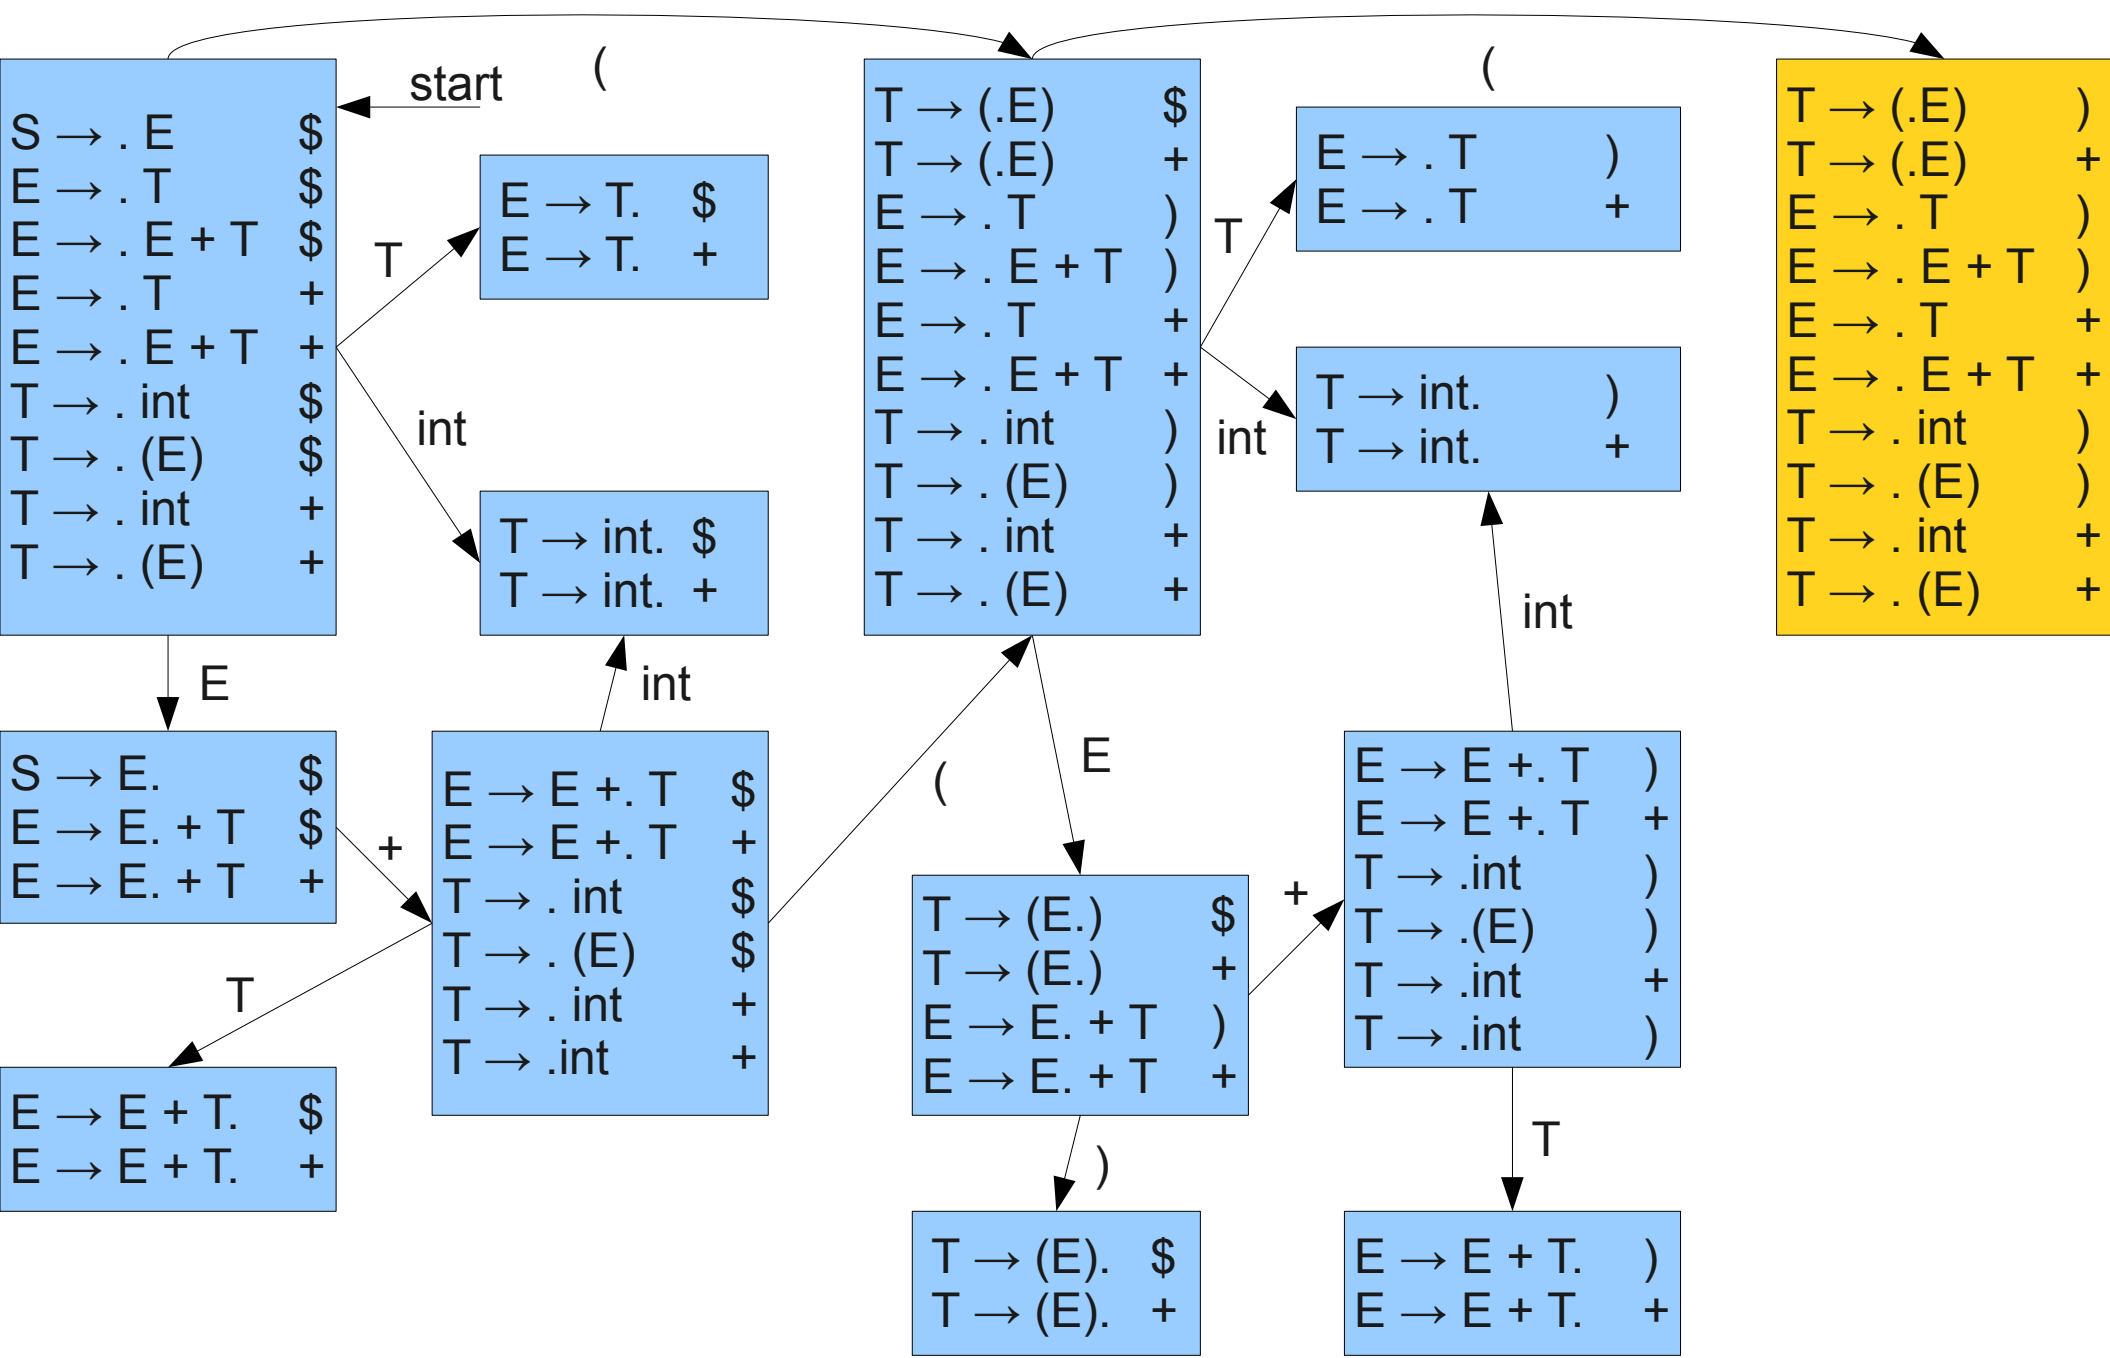 start
(
(
S → . E $
E → . T $
E → . E + T $
E → . T +
E → . E + T +
T → . int $
T → . (E) $
T → . int +
T → . (E) +
T
E → T. $
E → T. +
int
T → int. $
T → int. +
T → (.E) $
T → (.E) +
E → . T )
E → . E + T )
E → . T +
E → . E + T +
T → . int )
T → . (E) )
T → . int +
T → . (E) +
T
E → . T )
E → . T +
int
T → int. )
T → int. +
T → (.E) )
T → (.E) +
E → . T )
E → . E + T )
E → . T +
E → . E + T +
T → . int )
T → . (E) )
T → . int +
T → . (E) +
E
int
int
S → E. $
E → E. + T $
E → E. + T +
+
E → E +. T $
E → E +. T +
T → . int $
T → . (E) $
T → . int +
T → .int +
(
E
T → (E.) $
T → (E.) +
E → E. + T )
E → E. + T +
+
E → E +. T )
E → E +. T +
T → .int )
T → .(E) )
T → .int +
T → .int )
T
E → E + T. $
E → E + T. +
)
T → (E). $
T → (E). +
T
E → E + T. )
E → E + T. +